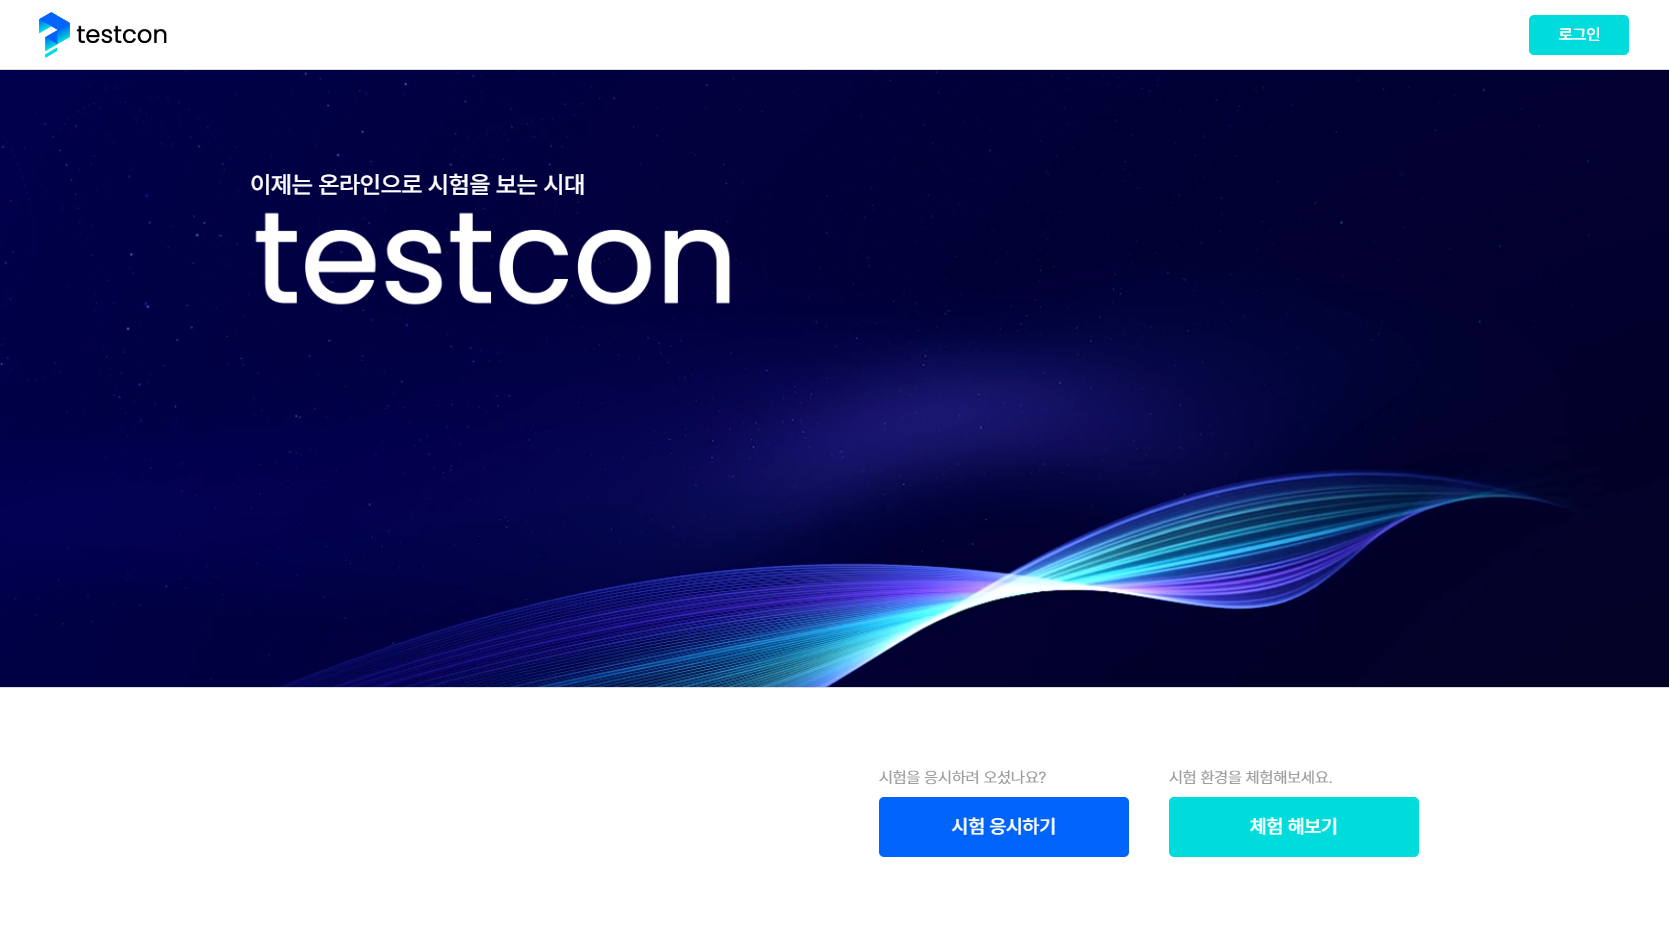 testcon
로그인
이제는 온라인으로 시험을 보는 시대
testcon
시험을 응시하려 오셨나요?
시험 응시하기
시험 환경을 체험해보세요.
체험 해보기